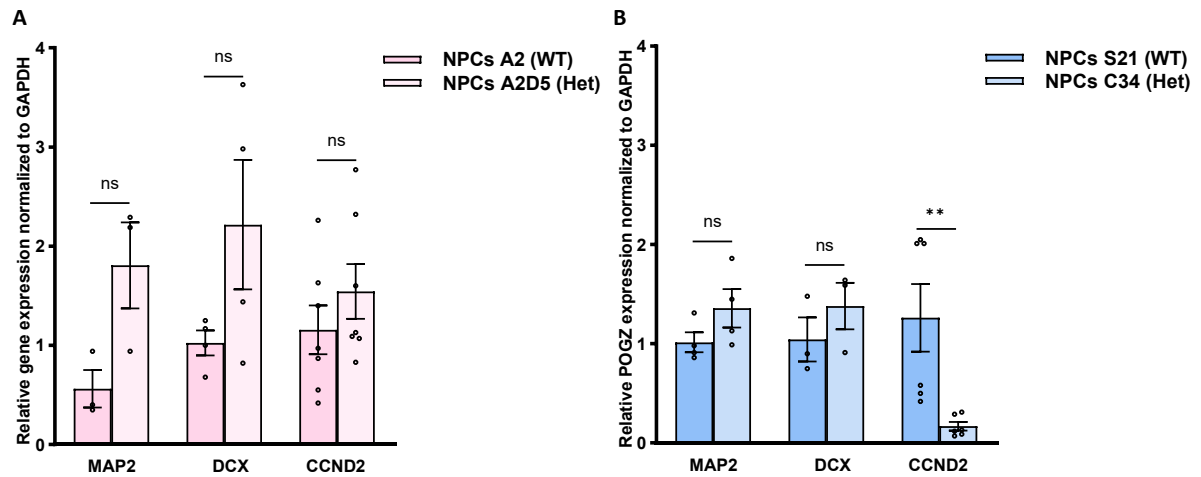 A
Relative gene expression normalized to GAPDH
4
3
2
1
0
ns
ns
ns
MAP2
DCX
CCND2
NPCs A2 (WT)
NPCs A2D5 (Het)
B
Relative POGZ expression normalized to GAPDH
4
3
2
1
0
ns
ns
**
MAP2
DCX
CCND2
NPCs S21 (WT)
NPCs C34 (Het)